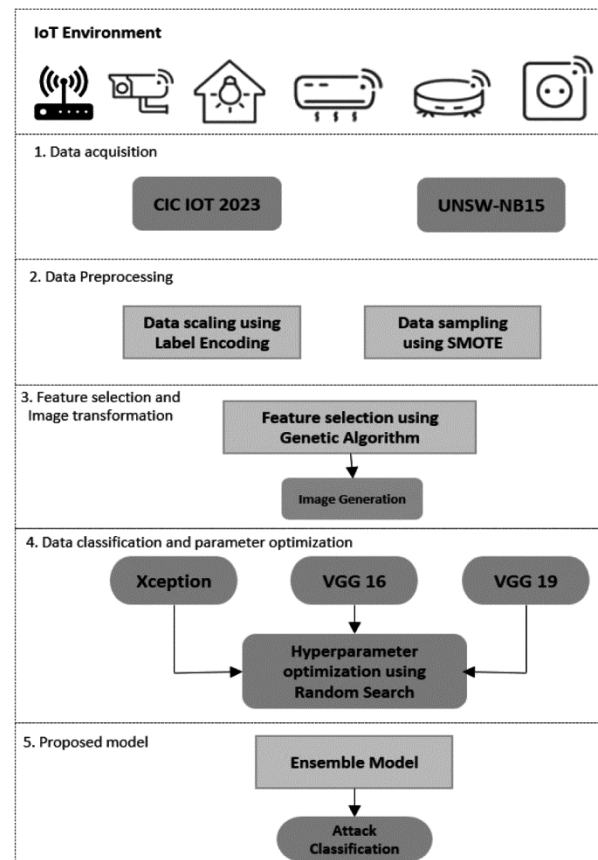 IoT Environment
1. Data acquisition
CIC IOT 2023
UNSW-NB15
2. Data Preprocessing
Data scaling using
Label Encoding
Data sampling
using SMOTE
3. Feature selection and
Image transformation
Feature selection using
Genetic Algorithm
Image Generation
4. Data classification and parameter optimization
Xception
VGG 16
VGG 19
Hyperparameter
optimization using
Random Search
5. Proposed model
Ensemble Model
Attack
Classification